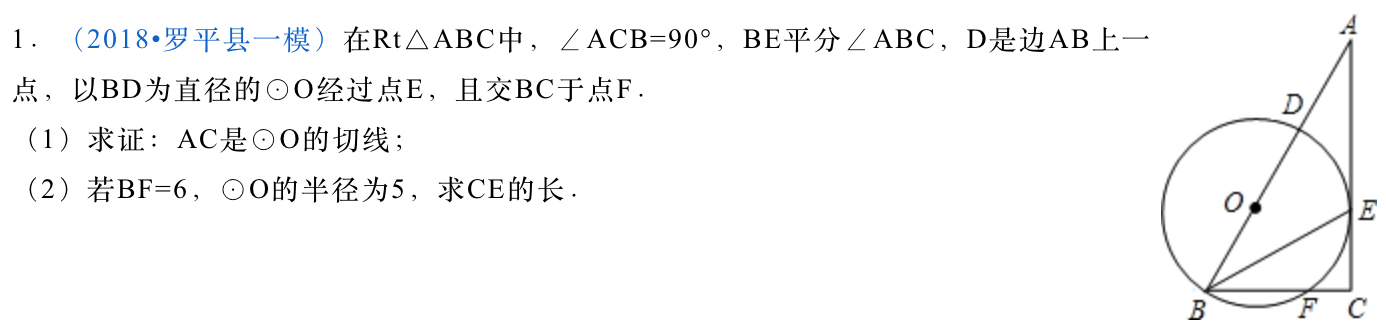 1．（2018•罗平县一模）在Rt△ABC中，∠ACB=90°，BE平分∠ABC，D是边AB上一
点，以BD为直径的⊙O经过点E，且交BC于点F．
（1）求证：AC是⊙O的切线；
（2）若BF=6，⊙O的半径为5，求CE的长．
A
D
O
E
B
F
C